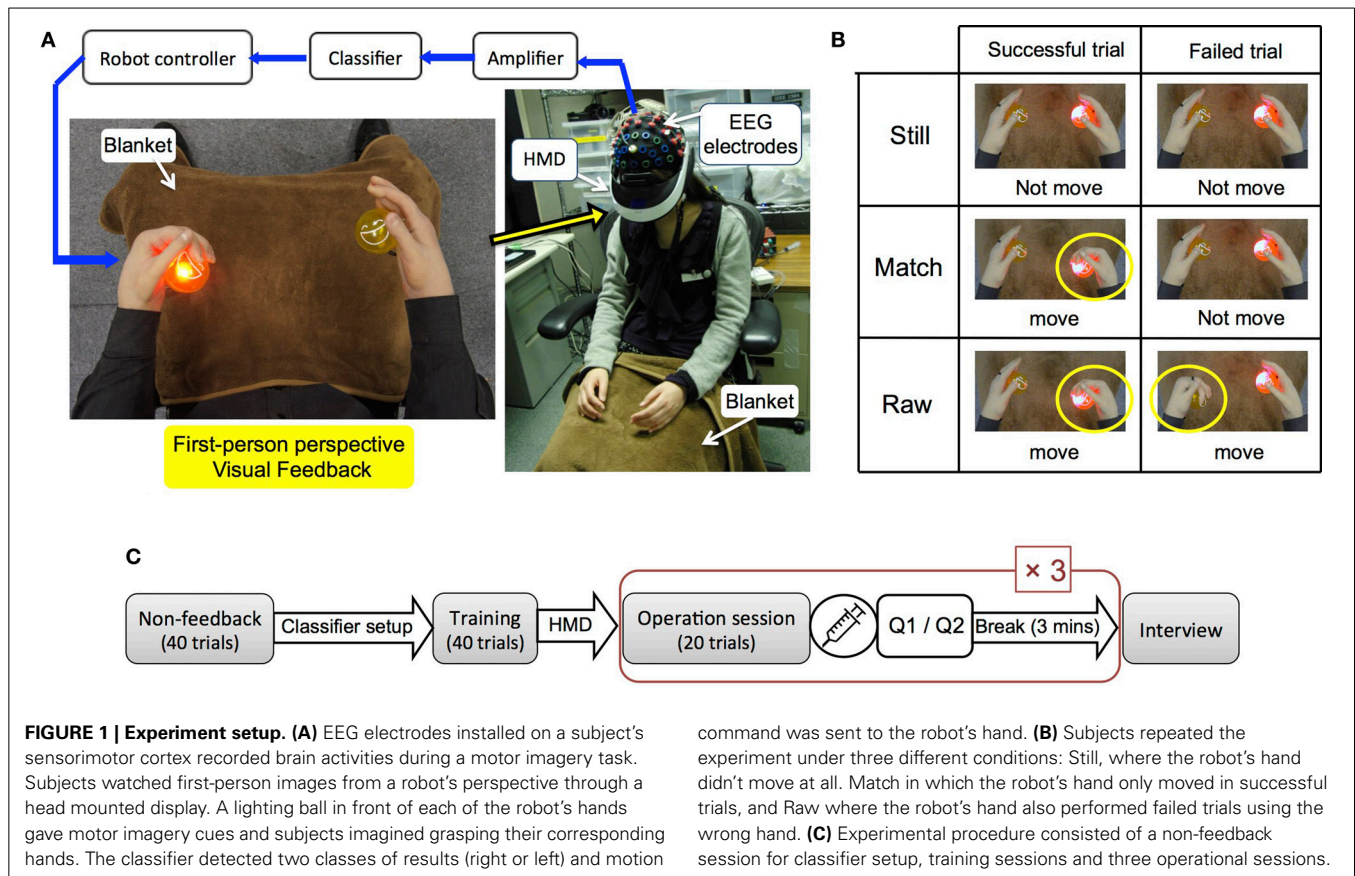 A
Robot controller
Classifier
Amplifier
Blanket
HMD
EEG
electrodes
Blanket
First-person perspective
Visual Feedback
B
Successful trial
Failed trial
Still
Not move
Not move
Match
move
Not move
Raw
move
move
C
× 3
Non-feedback
(40 trials)
Classifier setup
Training
(40 trials)
HMD
Operation session
(20 trials)
Q1 / Q2
Break (3 mins)
Interview
FIGURE 1 | Experiment setup. (A) EEG electrodes installed on a subject's
sensorimotor cortex recorded brain activities during a motor imagery task.
Subjects watched first-person images from a robot's perspective through a
head mounted display. A lighting ball in front of each of the robot's hands
gave motor imagery cues and subjects imagined grasping their corresponding
hands. The classifier detected two classes of results (right or left) and motion
command was sent to the robot's hand. (B) Subjects repeated the
experiment under three different conditions: Still, where the robot's hand
didn't move at all. Match in which the robot's hand only moved in successful
trials, and Raw where the robot's hand also performed failed trials using the
wrong hand. (C) Experimental procedure consisted of a non-feedback
session for classifier setup, training sessions and three operational sessions.